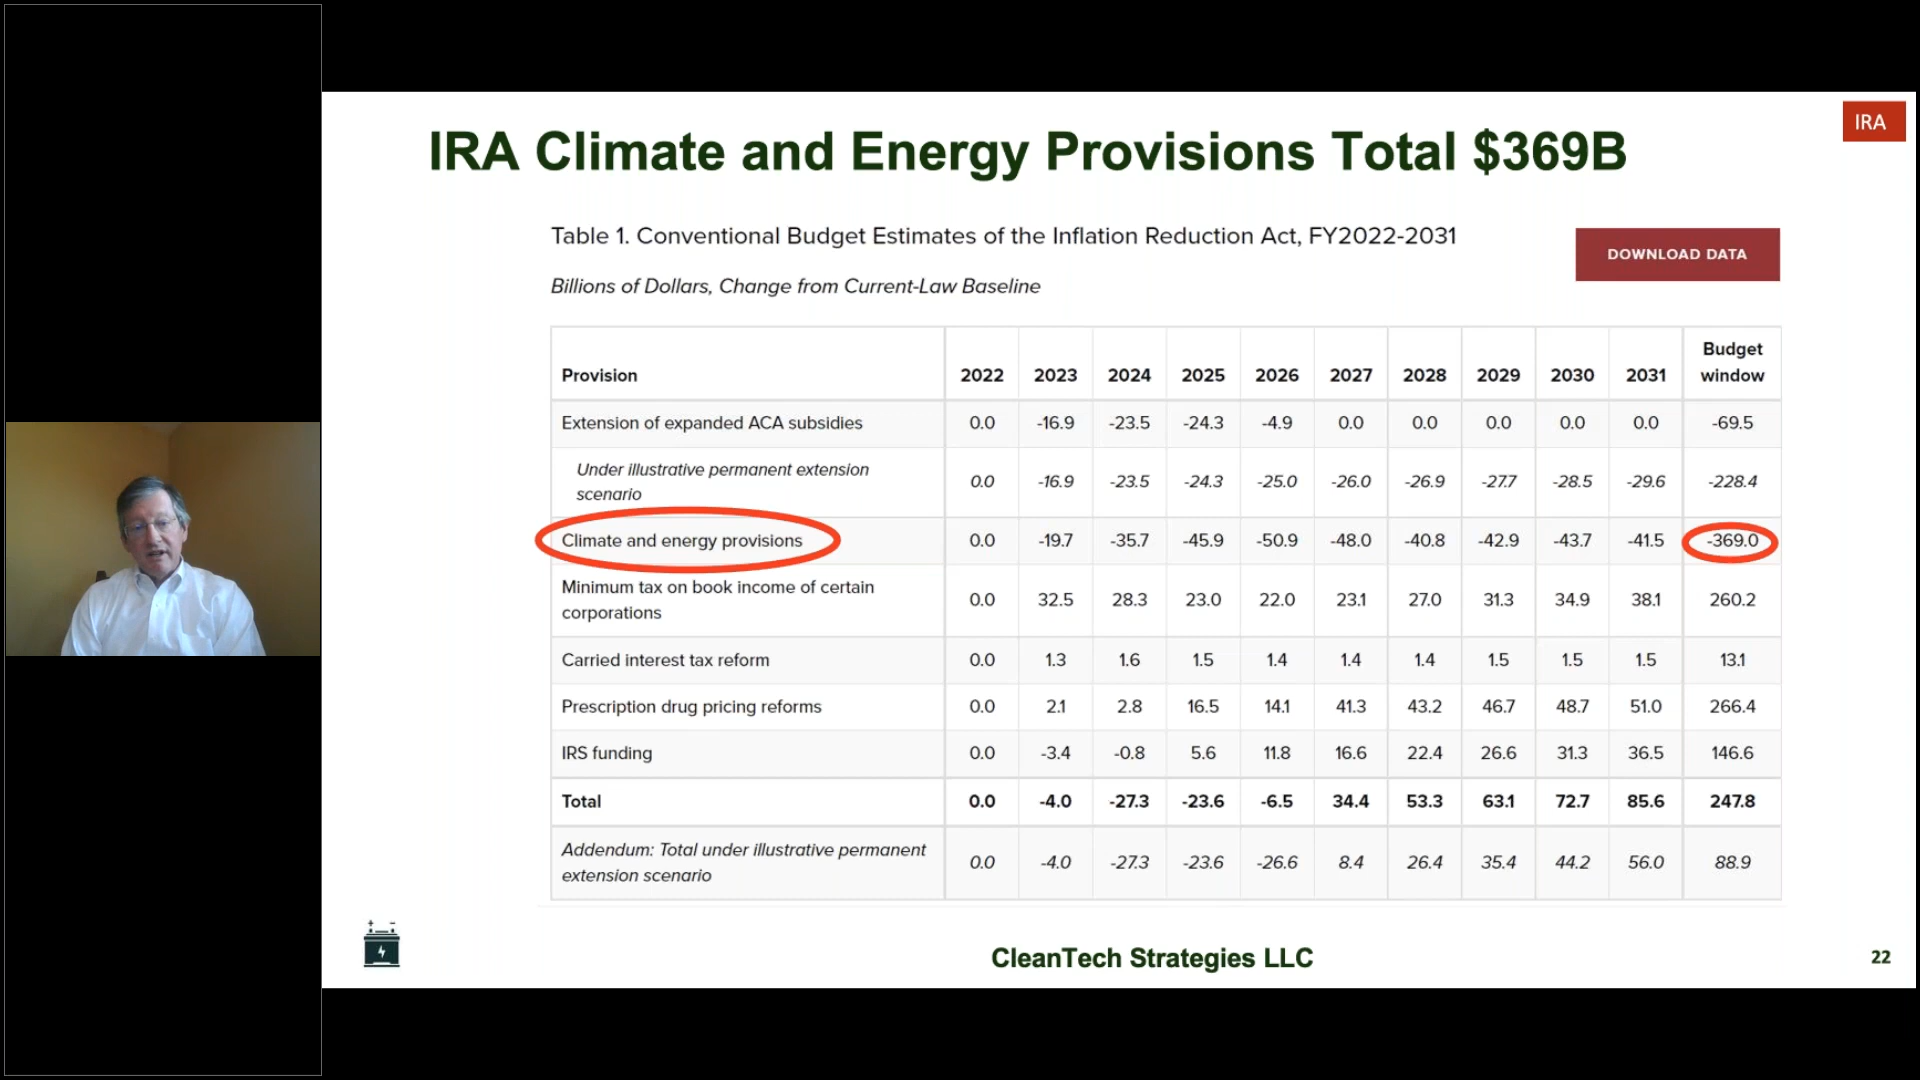 IRA
IRA Climate and Energy Provisions Total $369B
Table 1. Conventional Budget Estimates of the Inflation Reduction Act, FY2022-2031
DOWNLOAD DATA
Billions of Dollars, Change from Current-Law Baseline
Provision 2022 2023 2024 2025 2026 2027 2028 2029 2030 2031 Budget window
Extension of expanded ACA subsidies 0.0 -16.9 -23.5 -24.3 -4.9 0.0 0.0 0.0 0.0 0.0 -69.5
Under illustrative permanent extension
scenario 0.0 -16.9 -23.5 -24.3 -25.0 -26.0 -26.9 -27.7 -28.5 -29.6 -228.4
Climate and energy provisions 0.0 -19.7 -35.7 -45.9 -50.9 -48.0 -40.8 -42.9 -43.7 -41.5 -369.0
Minimum tax on book income of certain
corporations 0.0 32.5 28.3 23.0 22.0 23.1 27.0 31.3 34.9 38.1 260.2
Carried interest tax reform 0.0 1.3 1.6 1.5 1.4 1.4 1.4 1.5 1.5 1.5 13.1
Prescription drug pricing reforms 0.0 2.1 2.8 16.5 14.1 41.3 43.2 46.7 48.7 51.0 266.4
IRS funding 0.0 -3.4 -0.8 5.6 11.8 16.6 22.4 26.6 31.3 36.5 146.6
Total 0.0 -4.0 -27.3 -23.6 -6.5 34.4 53.3 63.1 72.7 85.6 247.8
Addendum: Total under illustrative permanent
extension scenario 0.0 -4.0 -27.3 -23.6 -26.6 8.4 26.4 35.4 44.2 56.0 88.9
+ −
CleanTech Strategies LLC
22